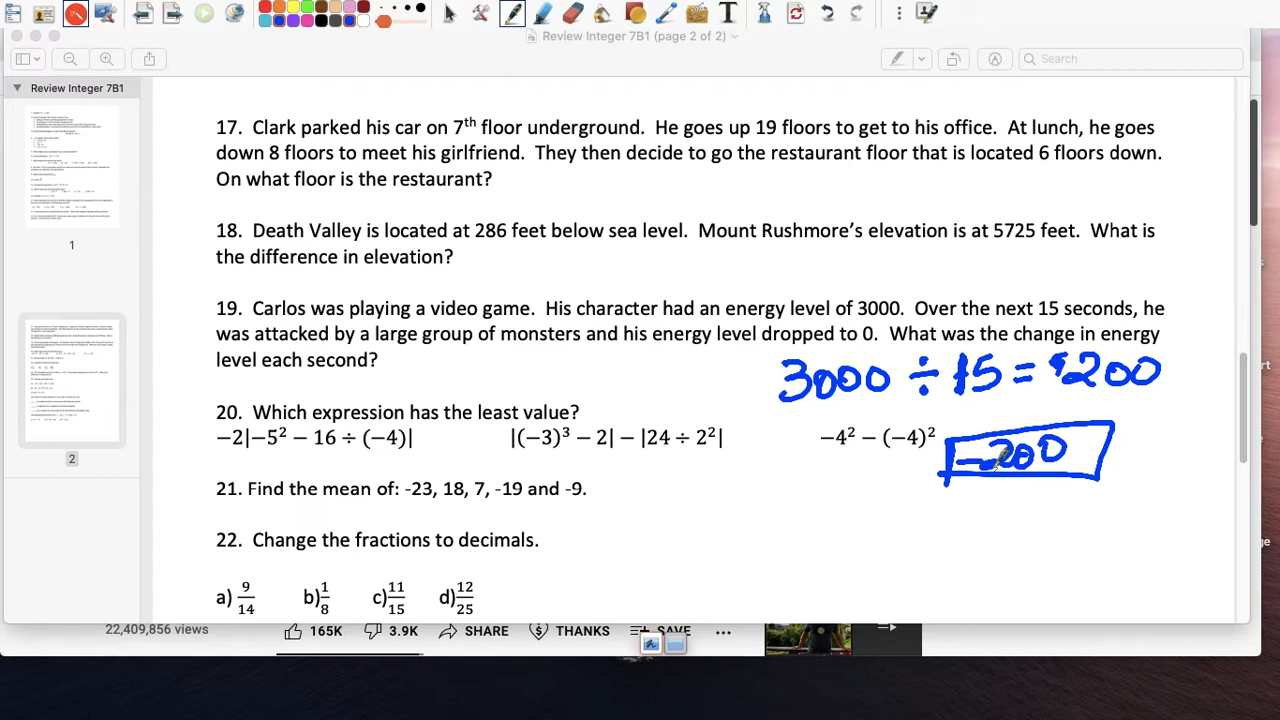 Review Integer 7B1 (page 2 of 2)
Search
Review Integer 7B1
1
2
17. Clark parked his car on 7th floor underground. He goes up 19 floors to get to his office. At lunch, he goes
down 8 floors to meet his girlfriend. They then decide to go to a restaurant floor that is located 6 floors down.
On what floor is the restaurant?
18. Death Valley is located at 286 feet below sea level. Mount Rushmore's elevation is at 5725 feet. What is
the difference in elevation?
19. Carlos was playing a video game. His character had an energy level of 3000. Over the next 15 seconds, he
was attacked by a large group of monsters and his energy level dropped to 0. What was the change in energy
level each second?
3000 ÷ 15 = 200
20. Which expression has the least value?
−2|−5² − 16 ÷ (−4)| |(−3)³ − 2| − |24 ÷ 2²| −4² − (−4)²
-200
21. Find the mean of: -23, 18, 7, -19 and -9.
22. Change the fractions to decimals.
a) 9/14 b) 1/8 c) 11/15 d) 12/25
22,409,856 views 165K 3.9K SHARE THANKS SAVE